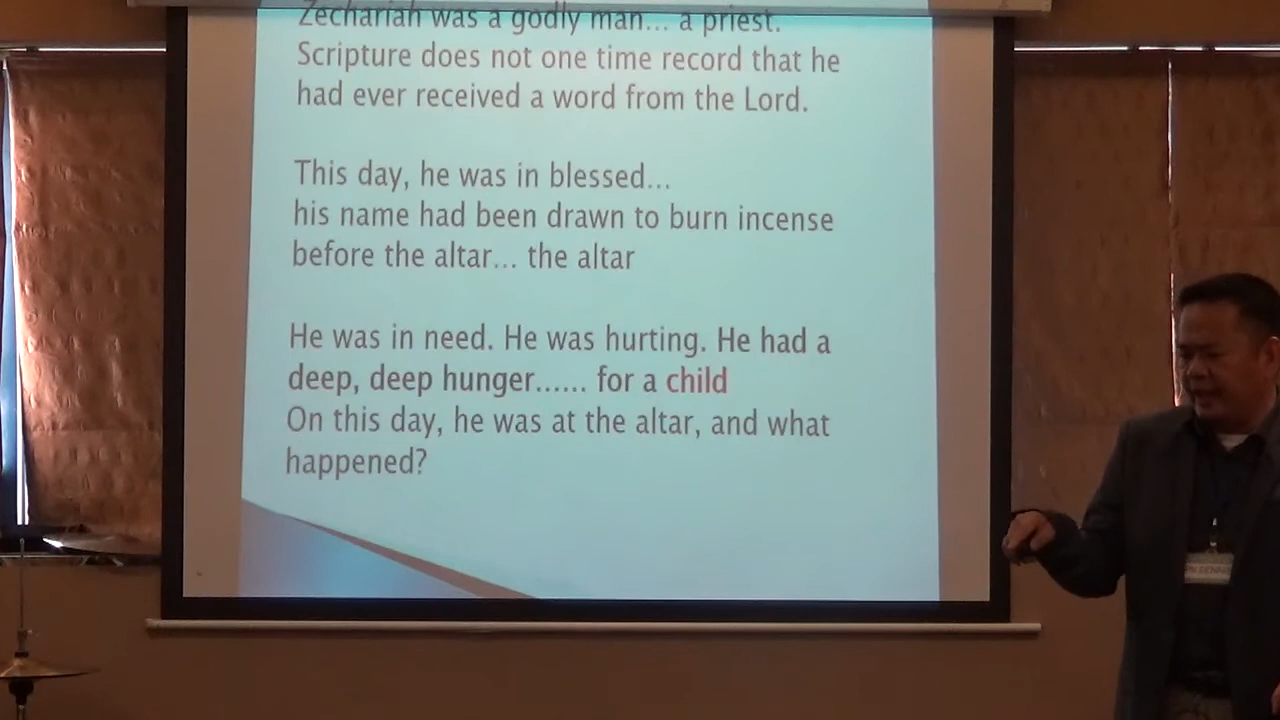 Zechariah was a godly man... a priest.
Scripture does not one time record that he
had ever received a word from the Lord.
This day, he was in blessed...
his name had been drawn to burn incense
before the altar... the altar
He was in need. He was hurting. He had a
deep, deep hunger...... for a child
On this day, he was at the altar, and what
happened?